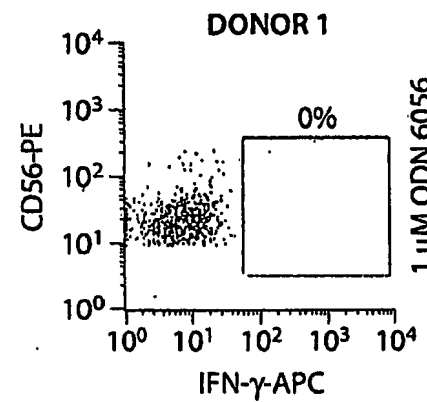 DONOR 1
10⁴
10³
10²
10¹
10⁰
CD56-PE
0%
10⁰ 10¹ 10² 10³ 10⁴
IFN-γ-APC
1 μM ODN 6056